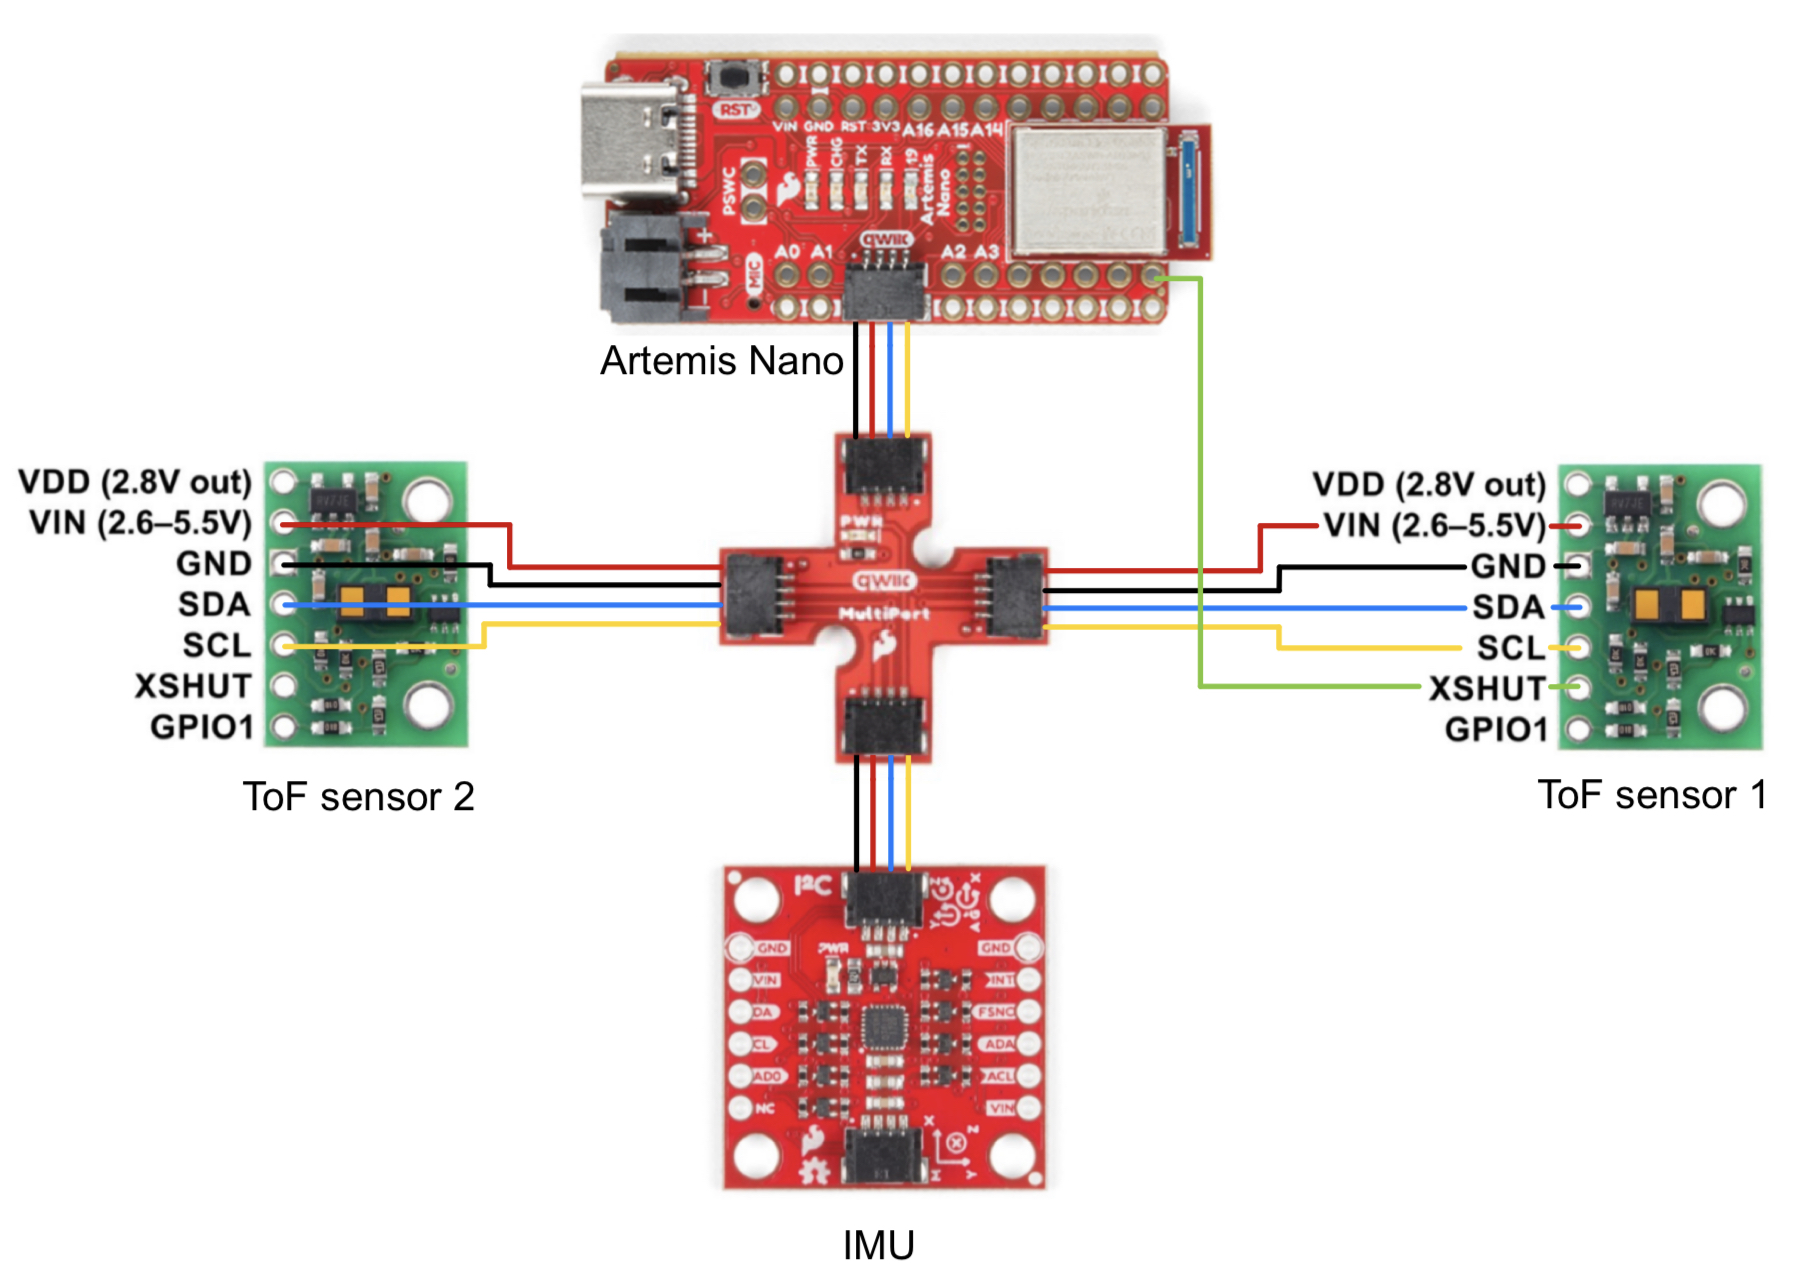 RST
VIN GND RST 3V3 A16 A15 A14
PWR
CHG
TX
RX
19
Artemis
Nano
PSWC
+
qwiic
A0 A1 A2 A3
MIC
-
Artemis Nano
VDD (2.8V out)
VIN (2.6–5.5V)
GND
SDA
SCL
XSHUT
GPIO1
ToF sensor 2
PWR
qwiic
MultiPort
VDD (2.8V out)
VIN (2.6–5.5V)
GND
SDA
SCL
XSHUT
GPIO1
ToF sensor 1
I²C
Z X
Y AG
GND PWR GND
VIN INT
DA FSNC
CL ADA
AD0 ACL
NC VIN
X Z
M Y
IMU